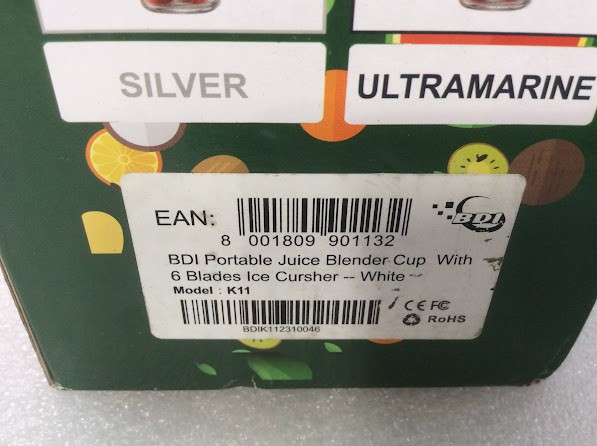 SILVER
ULTRAMARINE
EAN:
8 001809 901132
BDI
BDI Portable Juice Blender Cup With
6 Blades Ice Cursher -- White
Model : K11
BDIK112310046
CE FC
RoHS